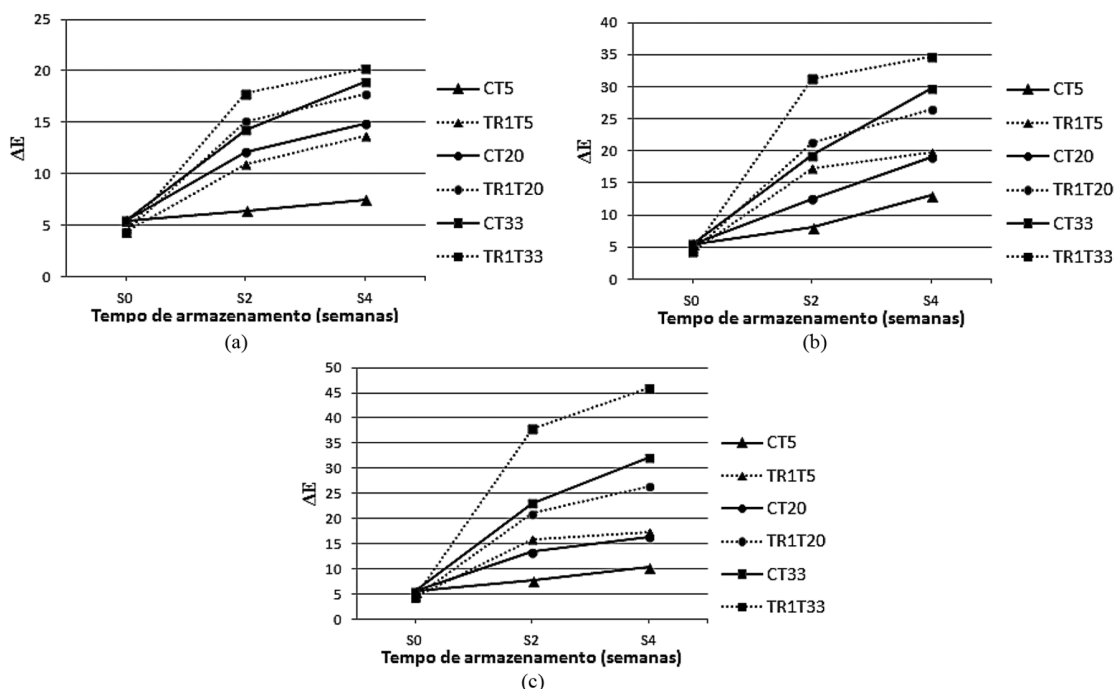 25
20
15
10
5
0
ΔE
S0 S2 S4
Tempo de armazenamento (semanas)
CT5
TR1T5
CT20
TR1T20
CT33
TR1T33
(a)
40
35
30
25
20
15
10
5
0
ΔE
S0 S2 S4
Tempo de armazenamento (semanas)
CT5
TR1T5
CT20
TR1T20
CT33
TR1T33
(b)
50
45
40
35
30
25
20
15
10
5
0
ΔE
S0 S2 S4
Tempo de armazenamento (semanas)
CT5
TR1T5
CT20
TR1T20
CT33
TR1T33
(c)